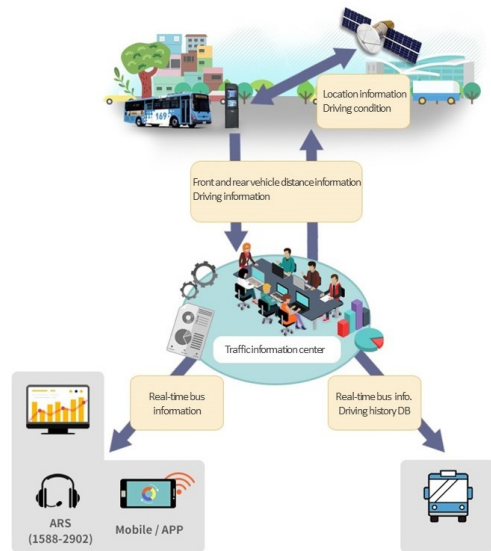 Location information
Driving condition
169
Front and rear vehicle distance information
Driving information
Traffic information center
Real-time bus
information
Real-time bus info.
Driving history DB
ARS
(1588-2902)
Mobile / APP